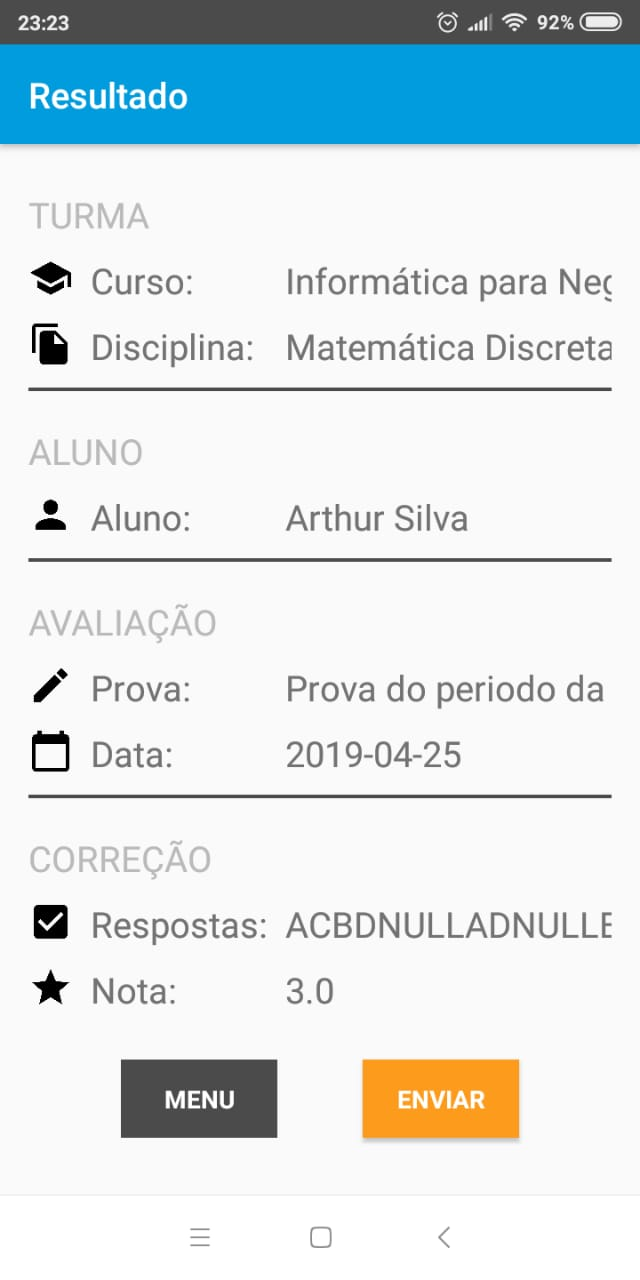 23:23 92%
Resultado
TURMA
Curso: Informática para Neg
Disciplina: Matemática Discreta
ALUNO
Aluno: Arthur Silva
AVALIAÇÃO
Prova: Prova do periodo da
Data: 2019-04-25
CORREÇÃO
Respostas: ACBDNULLADNULLE
Nota: 3.0
MENU ENVIAR